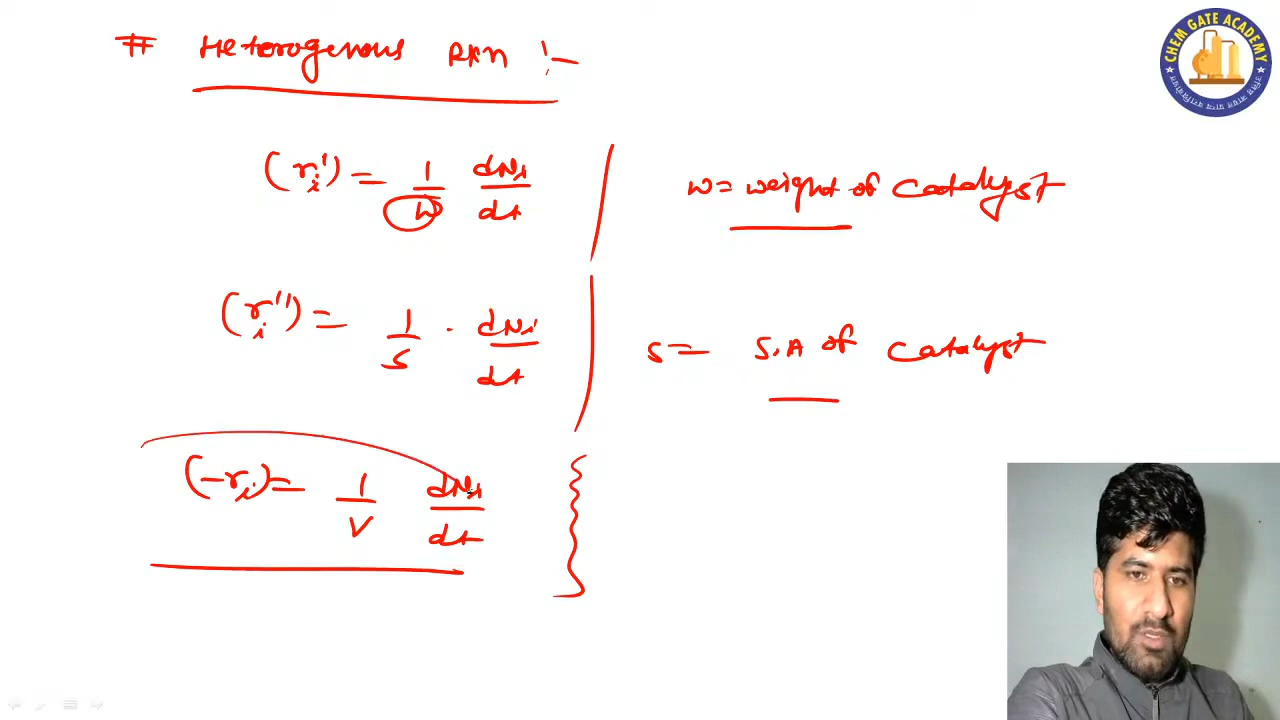 # Heterogenous Rxn :-
(rᵢ') = 1/W dNᵢ/dt
W = weight of catalyst
(rᵢ'') = 1/S · dNᵢ/dt
S = S.A of catalyst
(-rᵢ) = 1/V dNᵢ/dt
CHEM GATE ACADEMY